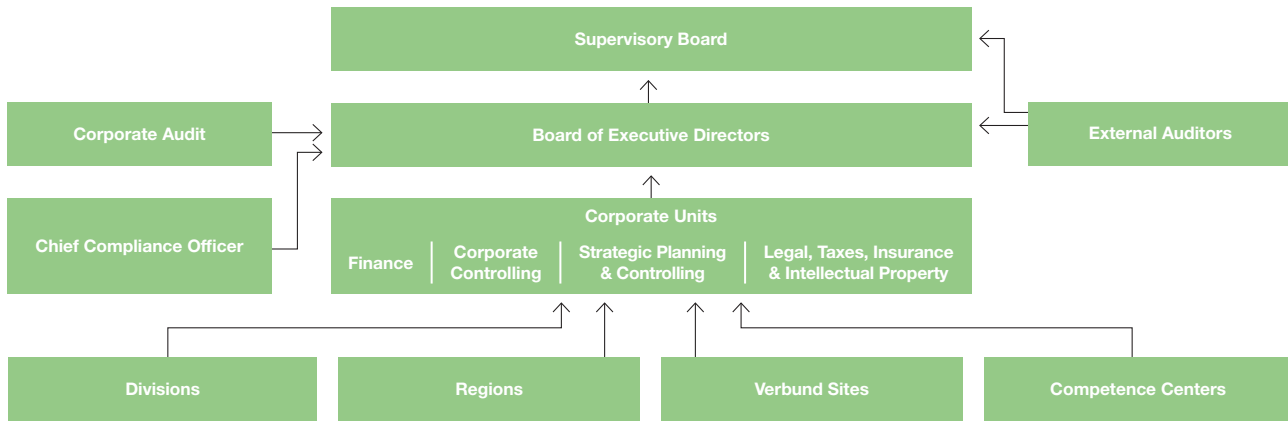 Supervisory Board
Corporate Audit
Board of Executive Directors
External Auditors
Chief Compliance Officer
Corporate Units
Finance
Corporate
Controlling
Strategic Planning
& Controlling
Legal, Taxes, Insurance
& Intellectual Property
Divisions
Regions
Verbund Sites
Competence Centers